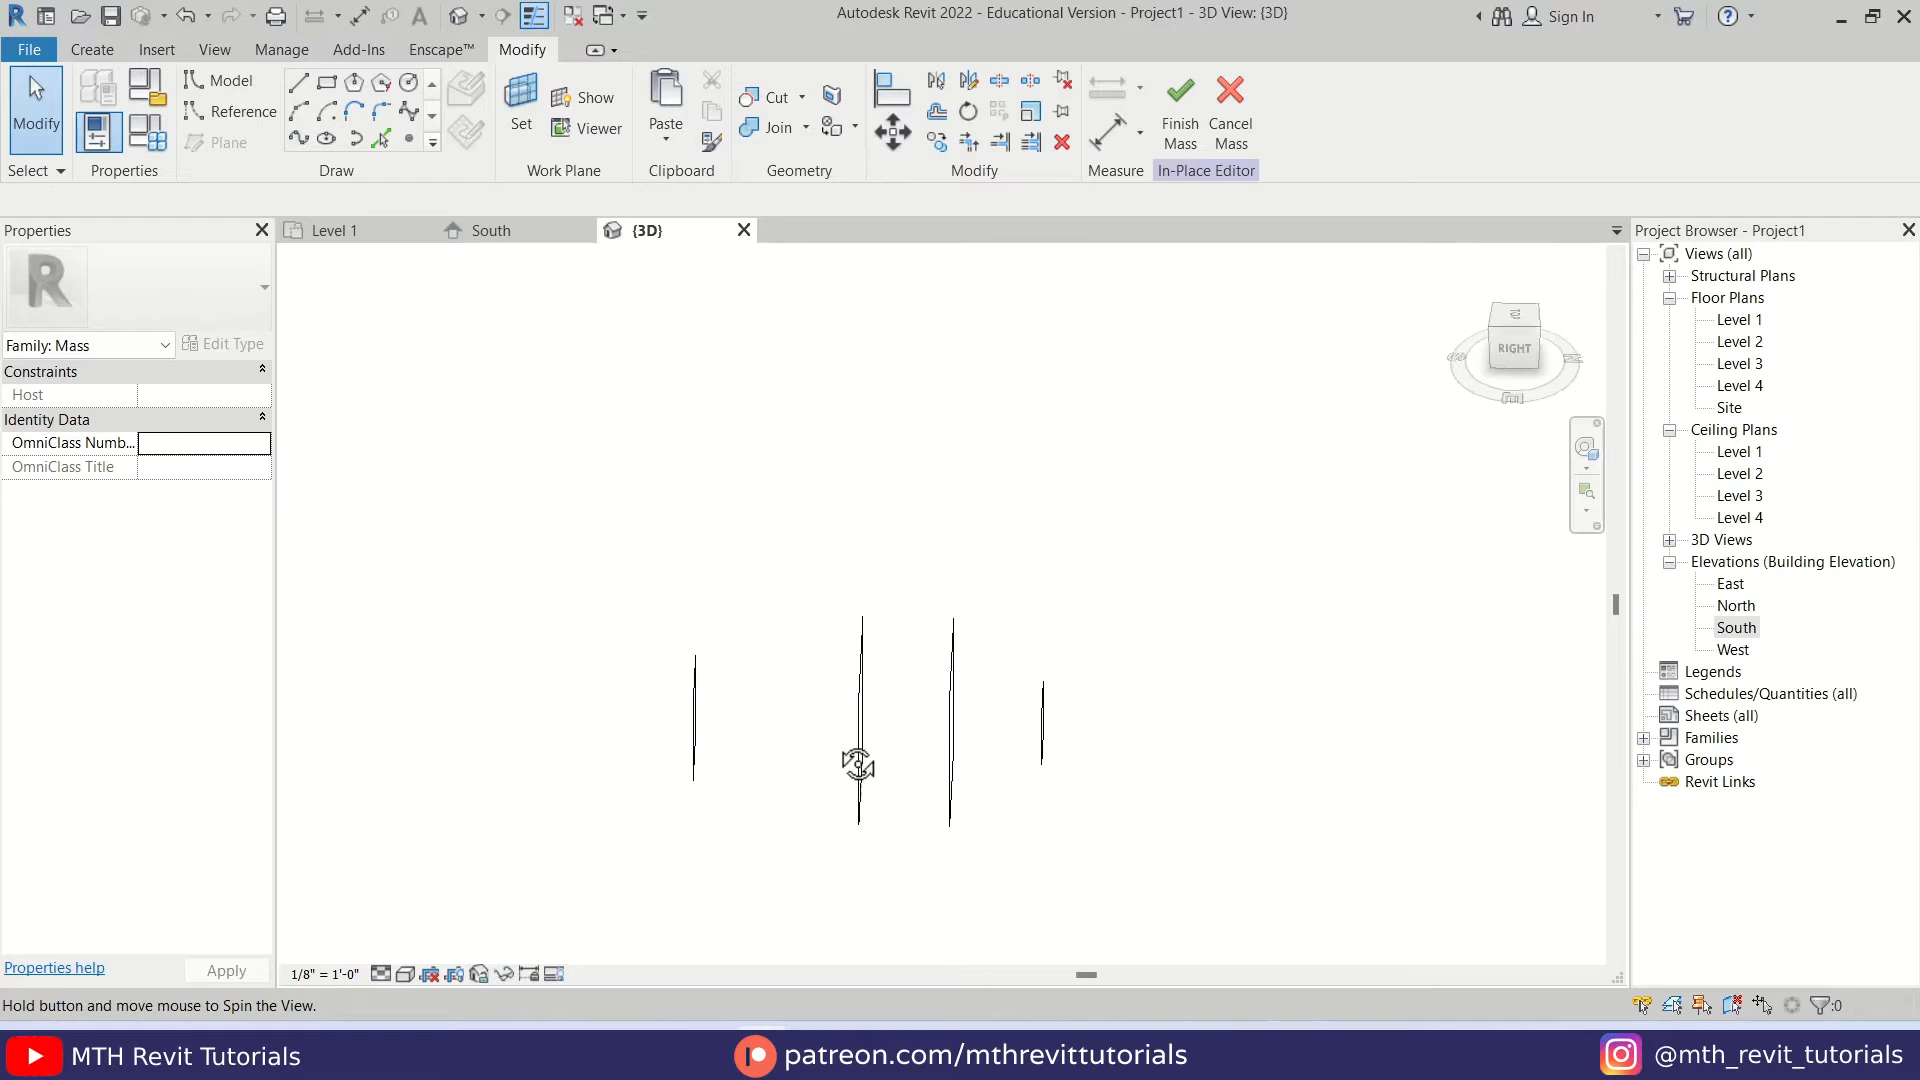 Autodesk Revit 2022 - Educational Version - Project1 - 3D View: {3D}
Sign In
File
Create
Insert
View
Manage
Add-Ins
Enscape™
Modify
Modify
Model
Reference
Plane
Set
Show
Viewer
Paste
Cut
Join
Finish Mass
Cancel Mass
Select
Properties
Draw
Work Plane
Clipboard
Geometry
Modify
Measure
In-Place Editor
Properties
Level 1
South
{3D}
Project Browser - Project1
Family: Mass
Edit Type
Constraints
Host
Identity Data
OmniClass Numb...
OmniClass Title
RIGHT
Views (all)
Structural Plans
Floor Plans
Level 1
Level 2
Level 3
Level 4
Site
Ceiling Plans
Level 1
Level 2
Level 3
Level 4
3D Views
Elevations (Building Elevation)
East
North
South
West
Legends
Schedules/Quantities (all)
Sheets (all)
Families
Groups
Revit Links
Properties help
Apply
1/8" = 1'-0"
Hold button and move mouse to Spin the View.
:0
MTH Revit Tutorials
patreon.com/mthrevittutorials
@mth_revit_tutorials